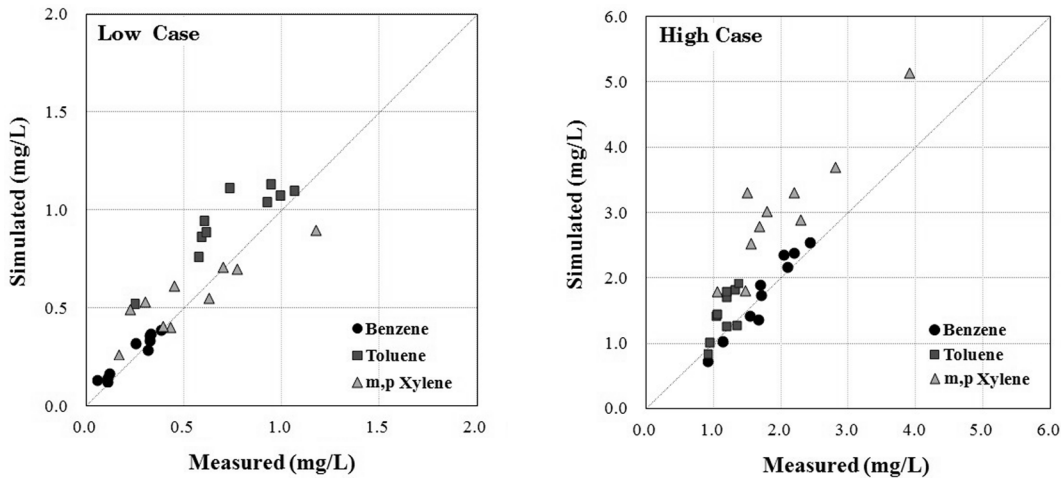 Low Case
2.0
1.5
1.0
0.5
0.0
Simulated (mg/L)
Benzene
Toluene
m,p Xylene
0.0 0.5 1.0 1.5 2.0
Measured (mg/L)
High Case
6.0
5.0
4.0
3.0
2.0
1.0
0.0
Simulated (mg/L)
Benzene
Toluene
m,p Xylene
0.0 1.0 2.0 3.0 4.0 5.0 6.0
Measured (mg/L)